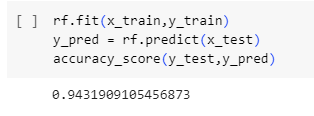 [ ] rf.fit(x_train,y_train)
y_pred = rf.predict(x_test)
accuracy_score(y_test,y_pred)
0.9431909105456873